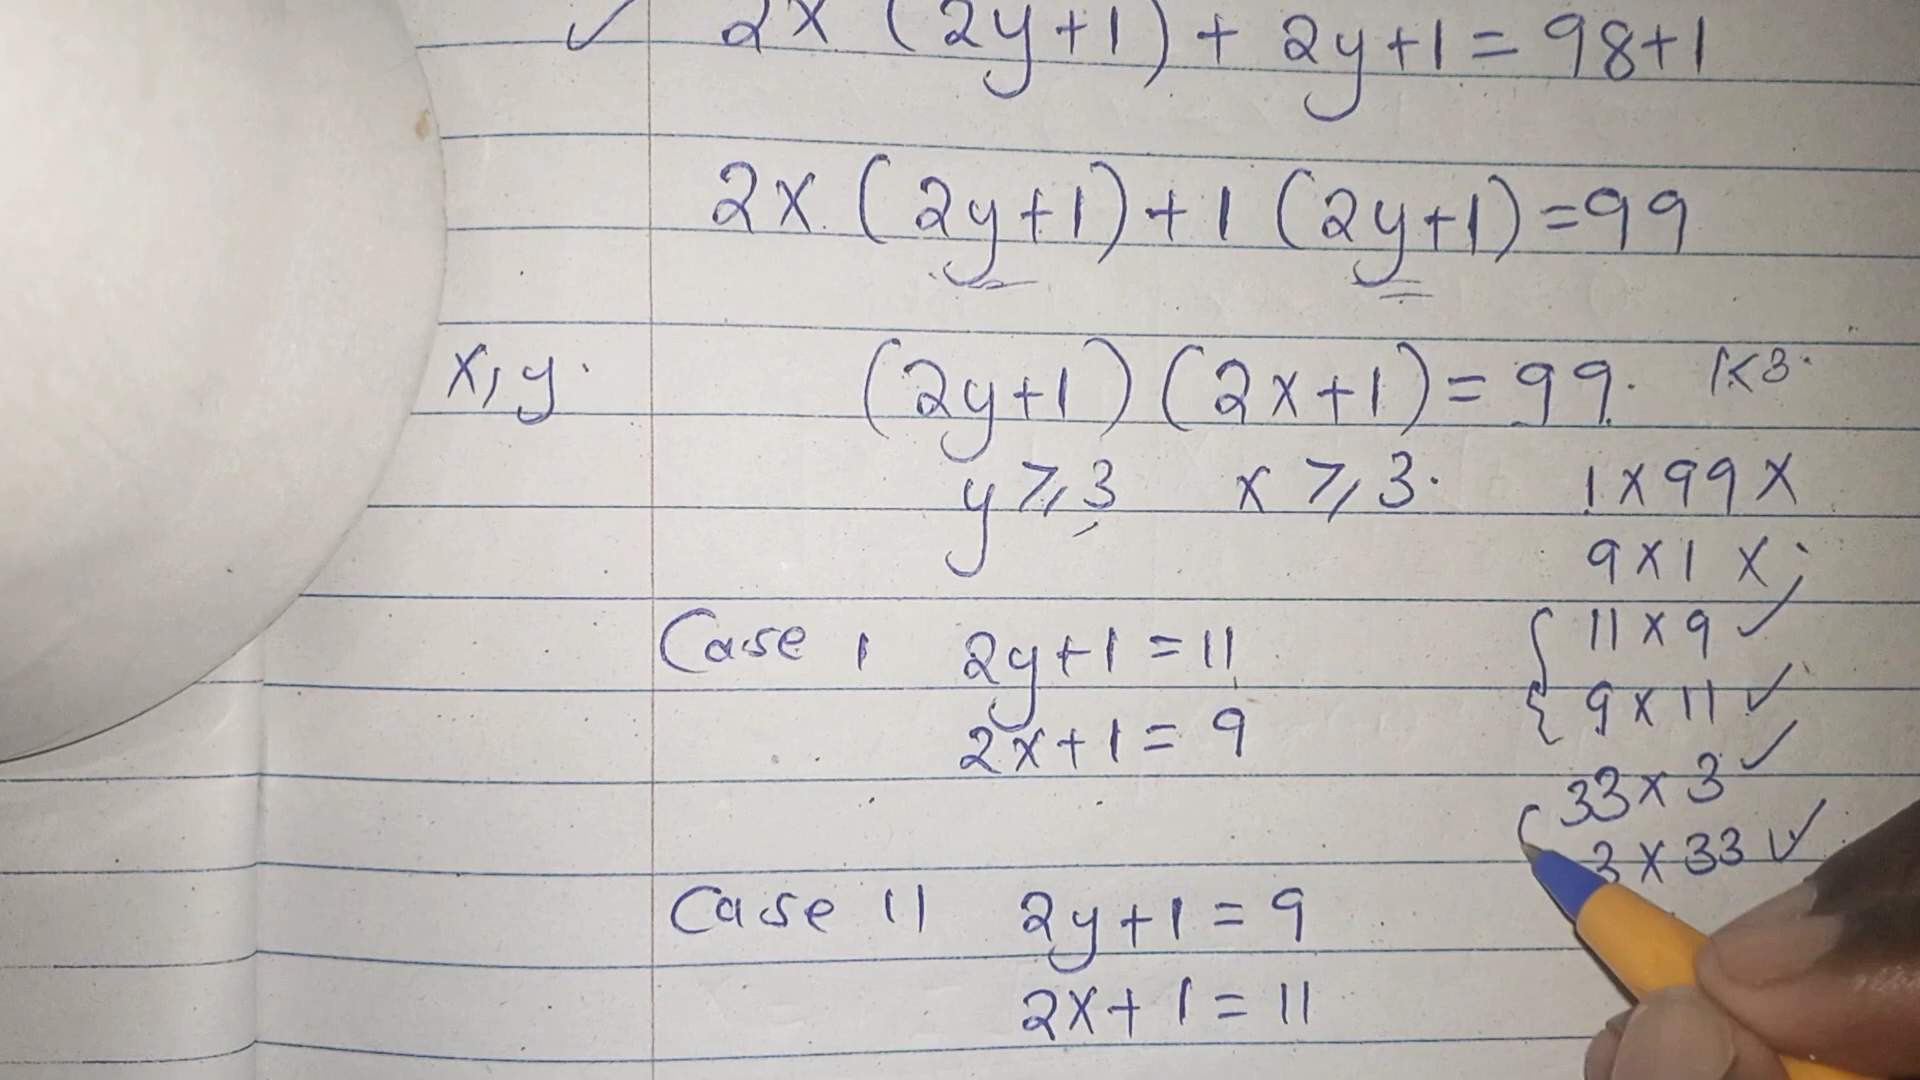 ✓ 2x (2y+1) + 2y+1 = 98+1
2x (2y+1) + 1 (2y+1) = 99
x, y. (2y+1) (2x+1) = 99. 1<3.
y ⩾ 3 x ⩾ 3. 1 x 99 x
9 x 1 x
Case 1 2y+1 = 11 11 x 9 ✓
2x+1 = 9 9 x 11 ✓
33 x 3 ✓
3 x 33 ✓
Case 11 2y+1 = 9
2x+1 = 11